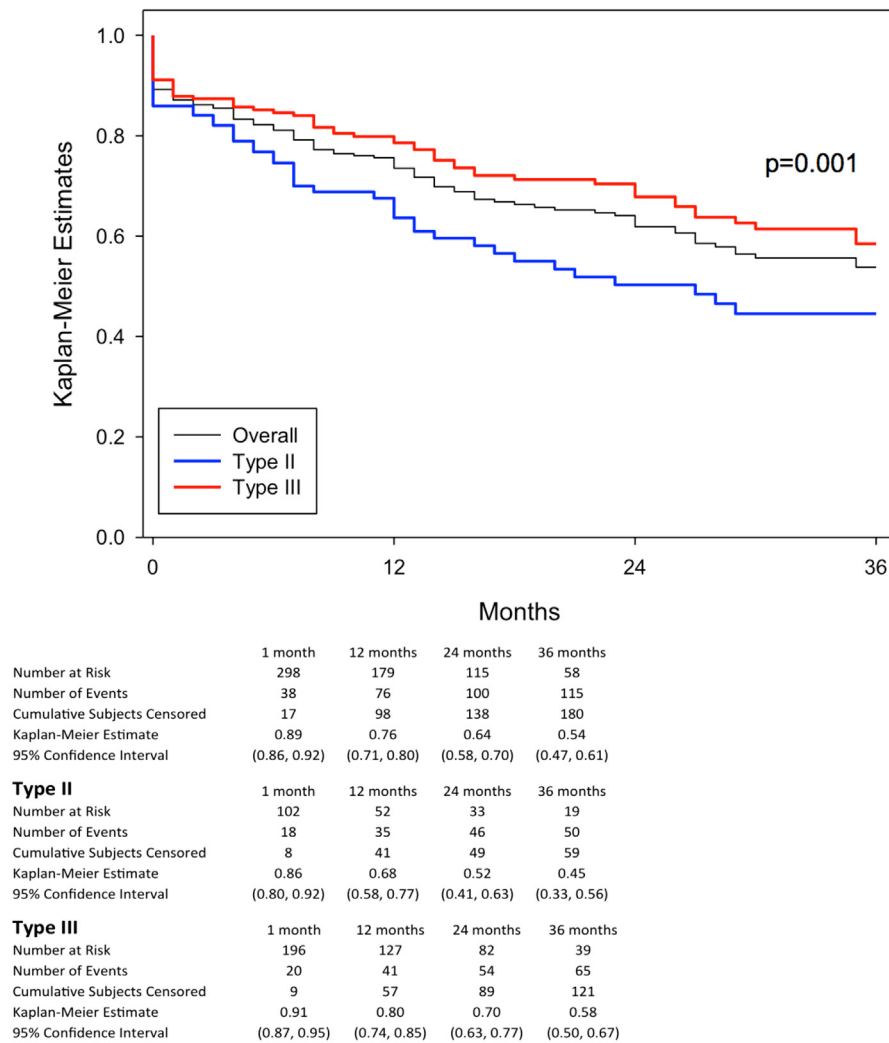 1.0
0.8
0.6
0.4
0.2
0.0
Kaplan-Meier Estimates
p=0.001
Overall
Type II
Type III
0 12 24 36
Months
1 month 12 months 24 months 36 months
Number at Risk 298 179 115 58
Number of Events 38 76 100 115
Cumulative Subjects Censored 17 98 138 180
Kaplan-Meier Estimate 0.89 0.76 0.64 0.54
95% Confidence Interval (0.86, 0.92) (0.71, 0.80) (0.58, 0.70) (0.47, 0.61)
Type II 1 month 12 months 24 months 36 months
Number at Risk 102 52 33 19
Number of Events 18 35 46 50
Cumulative Subjects Censored 8 41 49 59
Kaplan-Meier Estimate 0.86 0.68 0.52 0.45
95% Confidence Interval (0.80, 0.92) (0.58, 0.77) (0.41, 0.63) (0.33, 0.56)
Type III 1 month 12 months 24 months 36 months
Number at Risk 196 127 82 39
Number of Events 20 41 54 65
Cumulative Subjects Censored 9 57 89 121
Kaplan-Meier Estimate 0.91 0.80 0.70 0.58
95% Confidence Interval (0.87, 0.95) (0.74, 0.85) (0.63, 0.77) (0.50, 0.67)